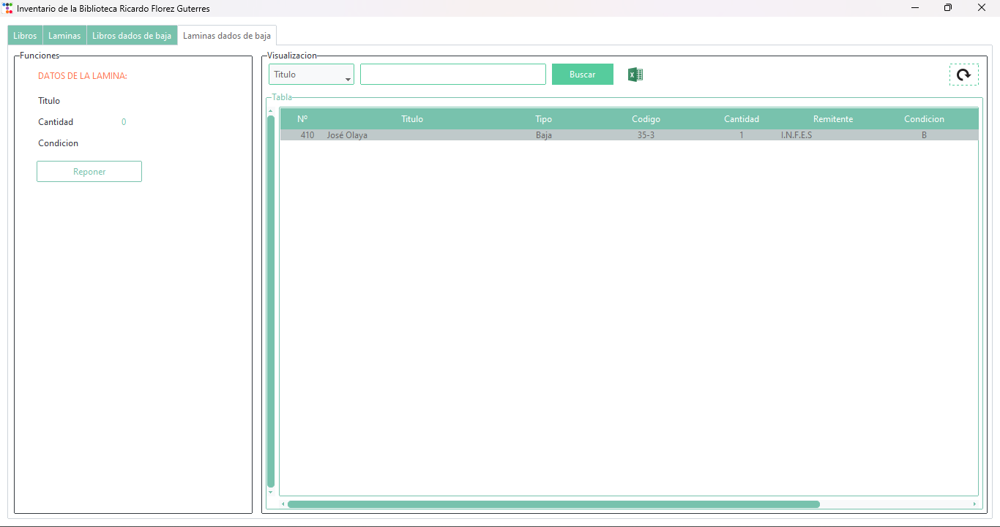 Inventario de la Biblioteca Ricardo Florez Guterres
Libros Laminas Libros dados de baja Laminas dados de baja
Funciones
DATOS DE LA LAMINA:
Titulo
Cantidad 0
Condicion
Reponer
Visualizacion
Titulo Buscar
Tabla
Nº Titulo Tipo Codigo Cantidad Remitente Condicion
410 José Olaya Baja 35-3 1 I.N.F.E.S B